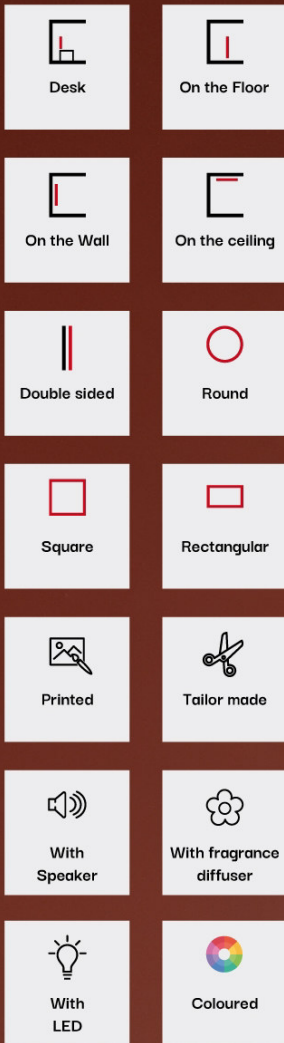 Desk
On the Floor
On the Wall
On the ceiling
Double sided
Round
Square
Rectangular
Printed
Tailor made
With
Speaker
With fragrance
diffuser
With
LED
Coloured